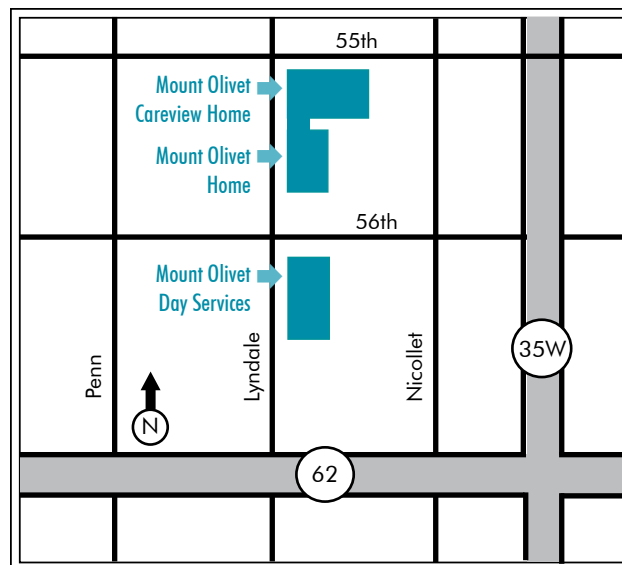 55th
Mount Olivet
Careview Home
Mount Olivet
Home
56th
Mount Olivet
Day Services
Penn
Lyndale
Nicollet
35W
N
62